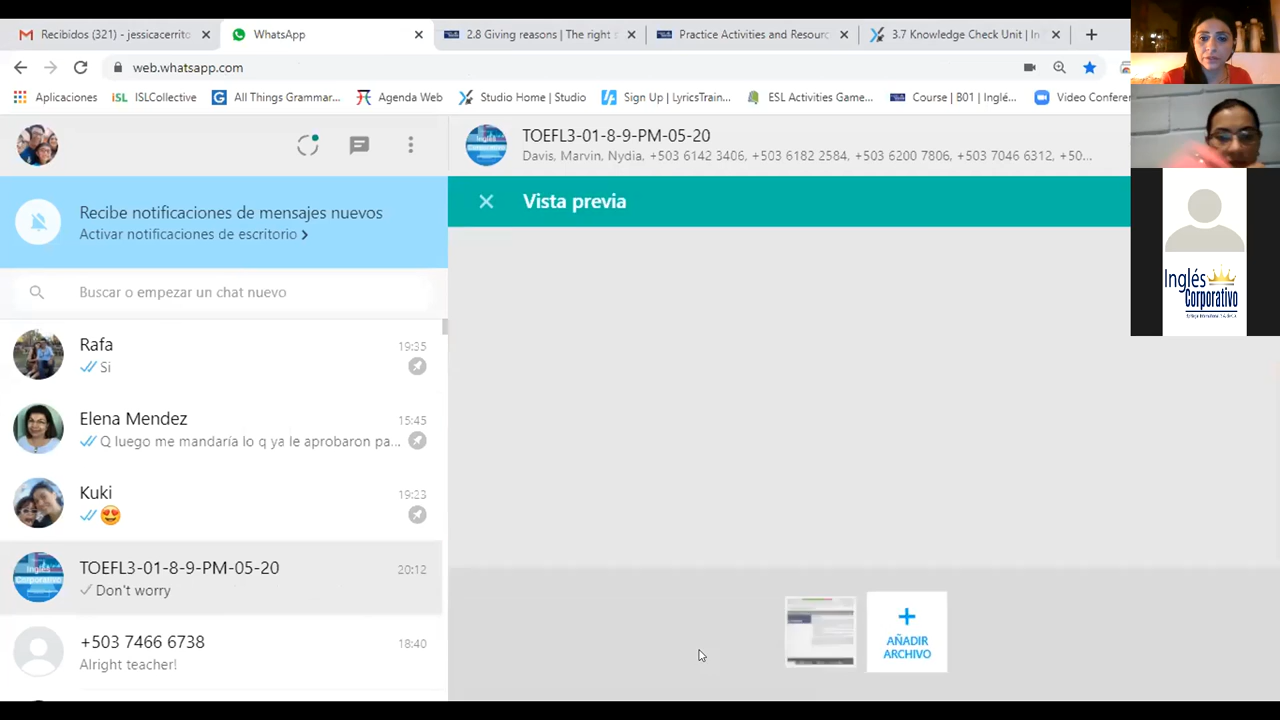 Recibidos (321) - jessicacerrito
WhatsApp
2.8 Giving reasons | The right s
Practice Activities and Resourc
3.7 Knowledge Check Unit | In
web.whatsapp.com
Aplicaciones
iSL ISLCollective
All Things Grammar...
Agenda Web
Studio Home | Studio
Sign Up | LyricsTrain...
ESL Activities Game...
Course | B01 | Inglé...
Video Conferen
TOEFL3-01-8-9-PM-05-20
Davis, Marvin, Nydia, +503 6142 3406, +503 6182 2584, +503 6200 7806, +503 7046 6312, +50...
Recibe notificaciones de mensajes nuevos
Activar notificaciones de escritorio >
Vista previa
Buscar o empezar un chat nuevo
Rafa
19:35
Si
Elena Mendez
15:45
Q luego me mandaría lo q ya le aprobaron pa...
Kuki
19:23
TOEFL3-01-8-9-PM-05-20
20:12
Don't worry
+503 7466 6738
18:40
Alright teacher!
AÑADIR
ARCHIVO
Inglés
Corporativo
Inglés
Corporativo